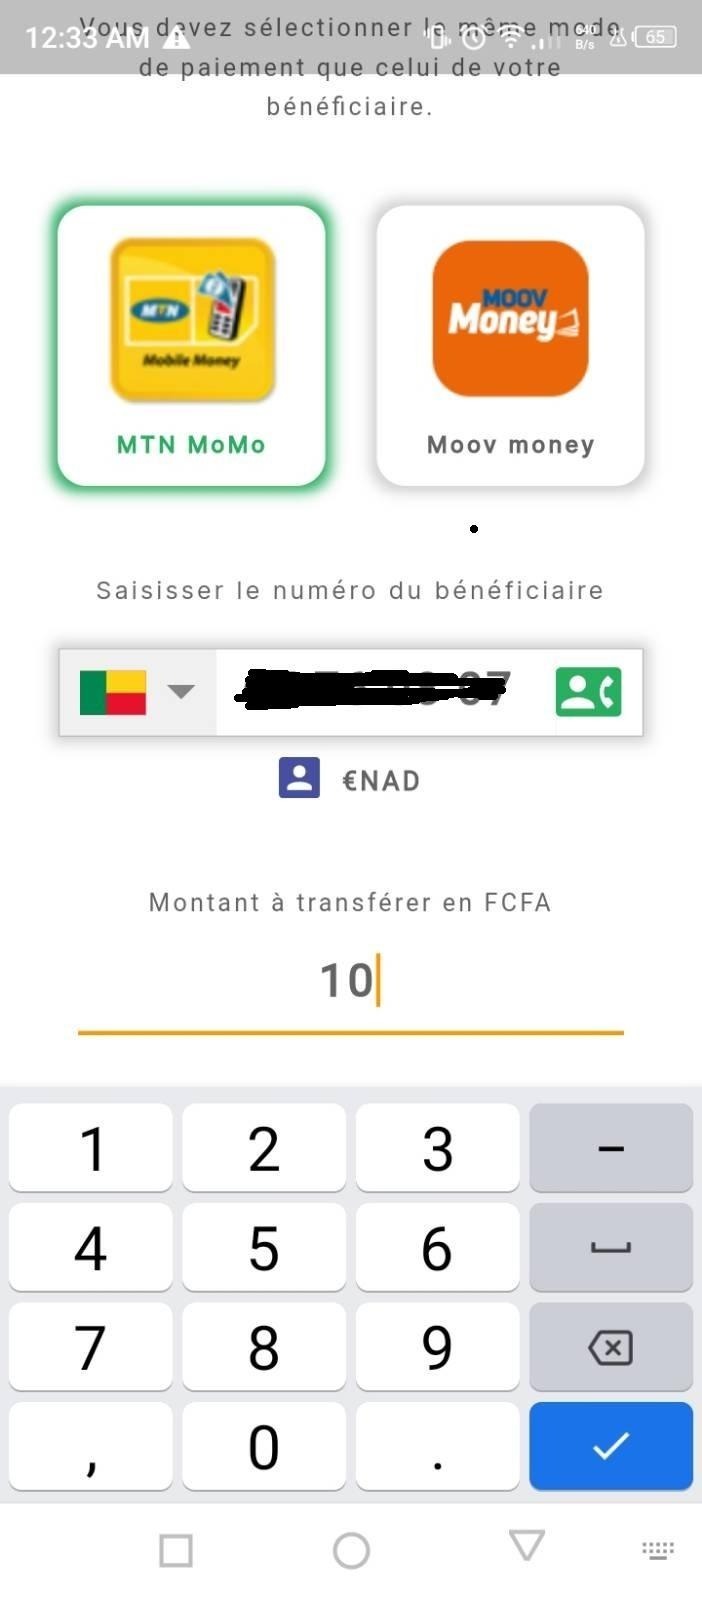 12:33 AM
640
B/s
65
Vous devez sélectionner le même mode
de paiement que celui de votre
bénéficiaire.
MTN
Mobile Money
MOOV
Money
MTN MoMo
Moov money
Saisisser le numéro du bénéficiaire
€NAD
Montant à transférer en FCFA
10
1 2 3 –
4 5 6
7 8 9
, 0 .